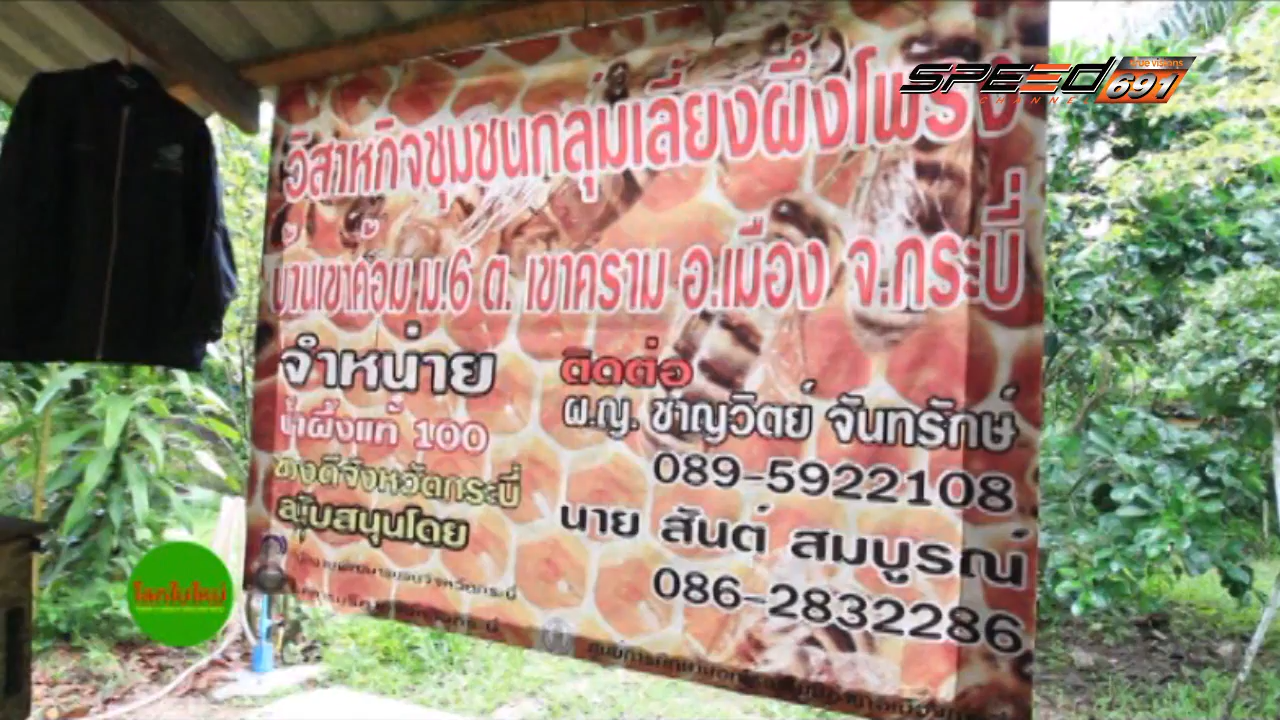 True Visions
SPEED 691
CHANNEL
วิสาหกิจชุมชนกลุ่มเลี้ยงผึ้งโพรง
บ้านเขาค้อม ม.6 ต. เขาคราม อ.เมือง จ.กระบี่
จำหน่าย
น้ำผึ้งแท้ 100
ของดีจังหวัดกระบี่
สนับสนุนโดย
ติดต่อ
ผ.ญ. ชาญวิตย์ จันทรักษ์
089-5922108
นาย สันต์ สมบูรณ์
086-2832286
โลกใบใหม่